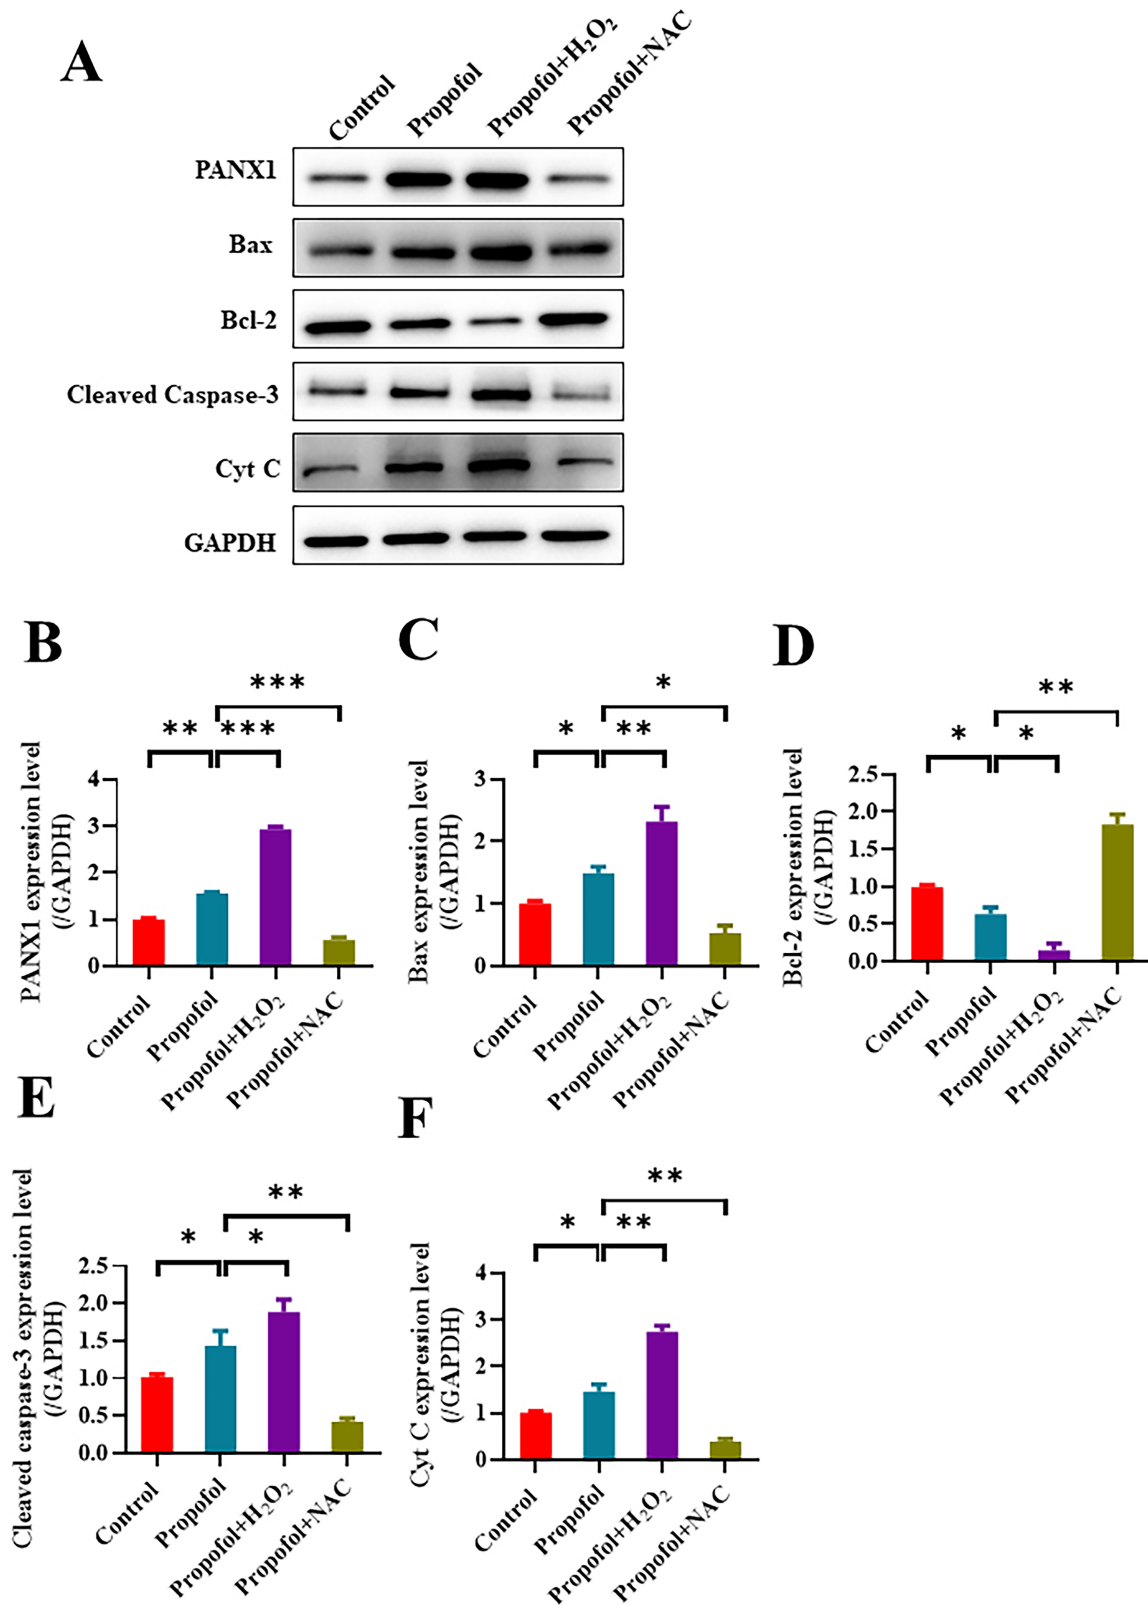 A
Control
Propofol
Propofol+H₂O₂
Propofol+NAC
PANX1
Bax
Bcl-2
Cleaved Caspase-3
Cyt C
GAPDH
B
PANX1 expression level
(/GAPDH)
***
** ***
4
3
2
1
0
Control
Propofol
Propofol+H₂O₂
Propofol+NAC
C
Bax expression level
(/GAPDH)
*
* **
3
2
1
0
Control
Propofol
Propofol+H₂O₂
Propofol+NAC
D
Bcl-2 expression level
(/GAPDH)
**
* *
2.5
2.0
1.5
1.0
0.5
0.0
Control
Propofol
Propofol+H₂O₂
Propofol+NAC
E
Cleaved caspase-3 expression level
(/GAPDH)
**
* *
2.5
2.0
1.5
1.0
0.5
0.0
Control
Propofol
Propofol+H₂O₂
Propofol+NAC
F
Cyt C expression level
(/GAPDH)
**
* **
4
3
2
1
0
Control
Propofol
Propofol+H₂O₂
Propofol+NAC